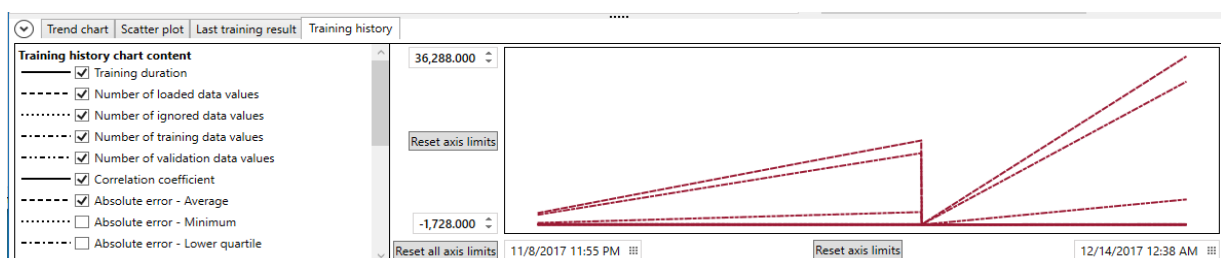 Trend chart Scatter plot Last training result Training history
Training history chart content
Training duration
Number of loaded data values
Number of ignored data values
Number of training data values
Number of validation data values
Correlation coefficient
Absolute error - Average
Absolute error - Minimum
Absolute error - Lower quartile
36,288.000
Reset axis limits
-1,728.000
Reset all axis limits 11/8/2017 11:55 PM Reset axis limits 12/14/2017 12:38 AM